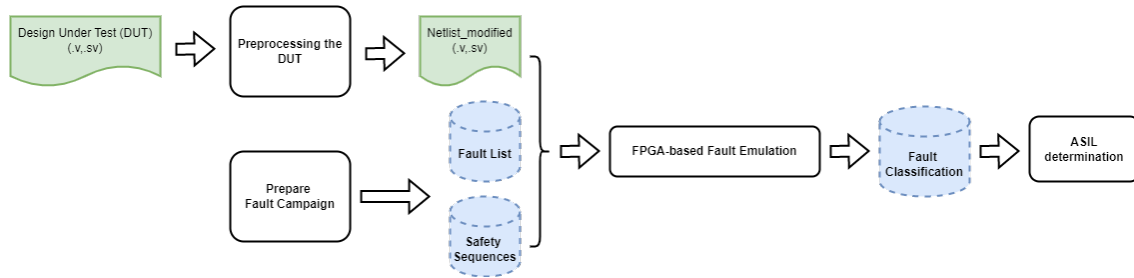 Design Under Test (DUT)
(.v,.sv)
Preprocessing the
DUT
Netlist_modified
(.v,.sv)
Fault List
Prepare
Fault Campaign
Safety
Sequences
FPGA-based Fault Emulation
Fault
Classification
ASIL
determination